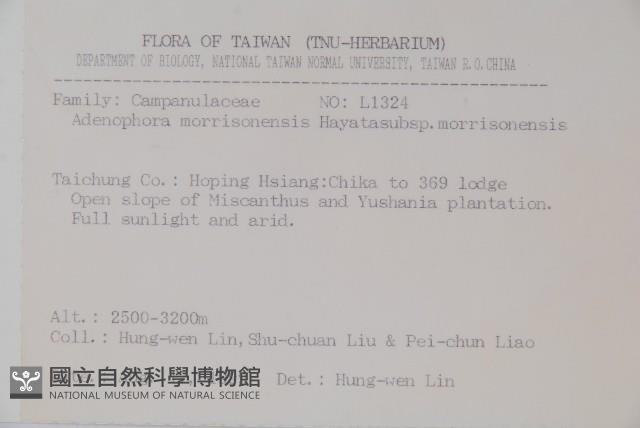 FLORA OF TAIWAN (TNU-HERBARIUM)
DEPARTMENT OF BIOLOGY, NATIONAL TAIWAN NORMAL UNIVERSITY, TAIWAN R.O.CHINA
Family: Campanulaceae NO: L1324
Adenophora morrisonensis Hayatasubsp.morrisonensis
Taichung Co.: Hoping Hsiang:Chika to 369 lodge
Open slope of Miscanthus and Yushania plantation.
Full sunlight and arid.
Alt.: 2500-3200m
Coll.: Hung-wen Lin,Shu-chuan Liu & Pei-chun Liao
Det.: Hung-wen Lin
國立自然科學博物館
NATIONAL MUSEUM OF NATURAL SCIENCE